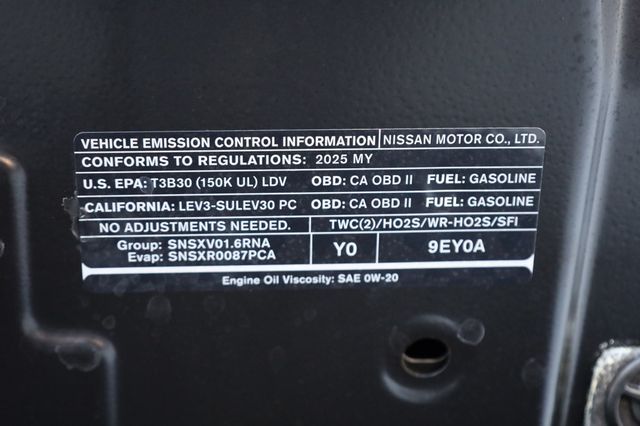 VEHICLE EMISSION CONTROL INFORMATION NISSAN MOTOR CO., LTD.
CONFORMS TO REGULATIONS: 2025 MY
U.S. EPA: T3B30 (150K UL) LDV OBD: CA OBD II FUEL: GASOLINE
CALIFORNIA: LEV3-SULEV30 PC OBD: CA OBD II FUEL: GASOLINE
NO ADJUSTMENTS NEEDED. TWC(2)/HO2S/WR-HO2S/SFI
Group: SNSXV01.6RNA Y0 9EY0A
Evap: SNSXR0087PCA
Engine Oil Viscosity: SAE 0W-20